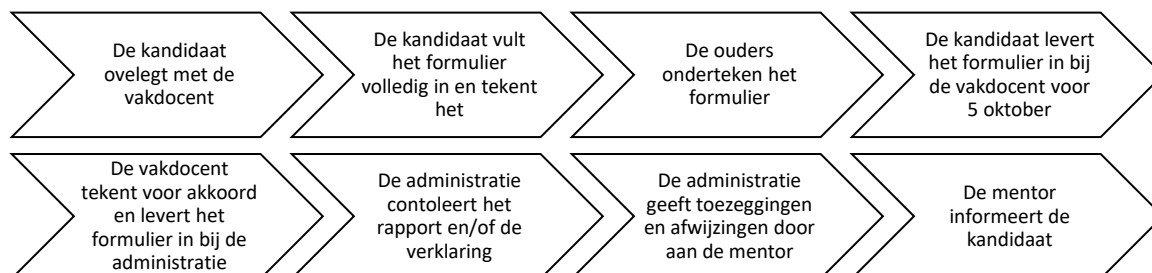 De kandidaat
ovelegt met de
vakdocent
De kandidaat vult
het formulier
volledig in en tekent
het
De ouders
onderteken het
formulier
De kandidaat levert
het formulier in bij
de vakdocent voor
5 oktober
De vakdocent
tekent voor akkoord
en levert het
formulier in bij de
administratie
De administratie
contoleert het
rapport en/of de
verklaring
De administratie
geeft toezeggingen
en afwijzingen door
aan de mentor
De mentor
informeert de
kandidaat